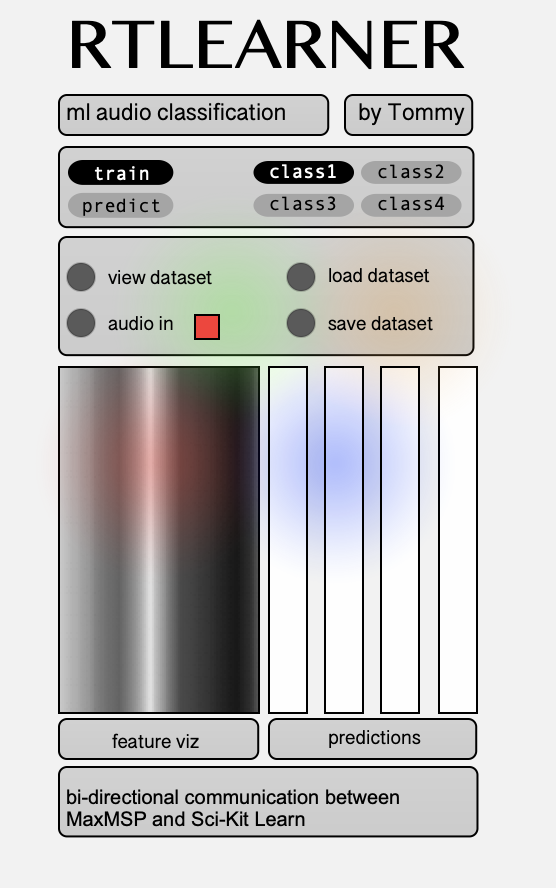 RTLEARNER
ml audio classification
by Tommy
train
class1
class2
predict
class3
class4
view dataset
load dataset
audio in
save dataset
feature viz
predictions
bi-directional communication between
MaxMSP and Sci-Kit Learn